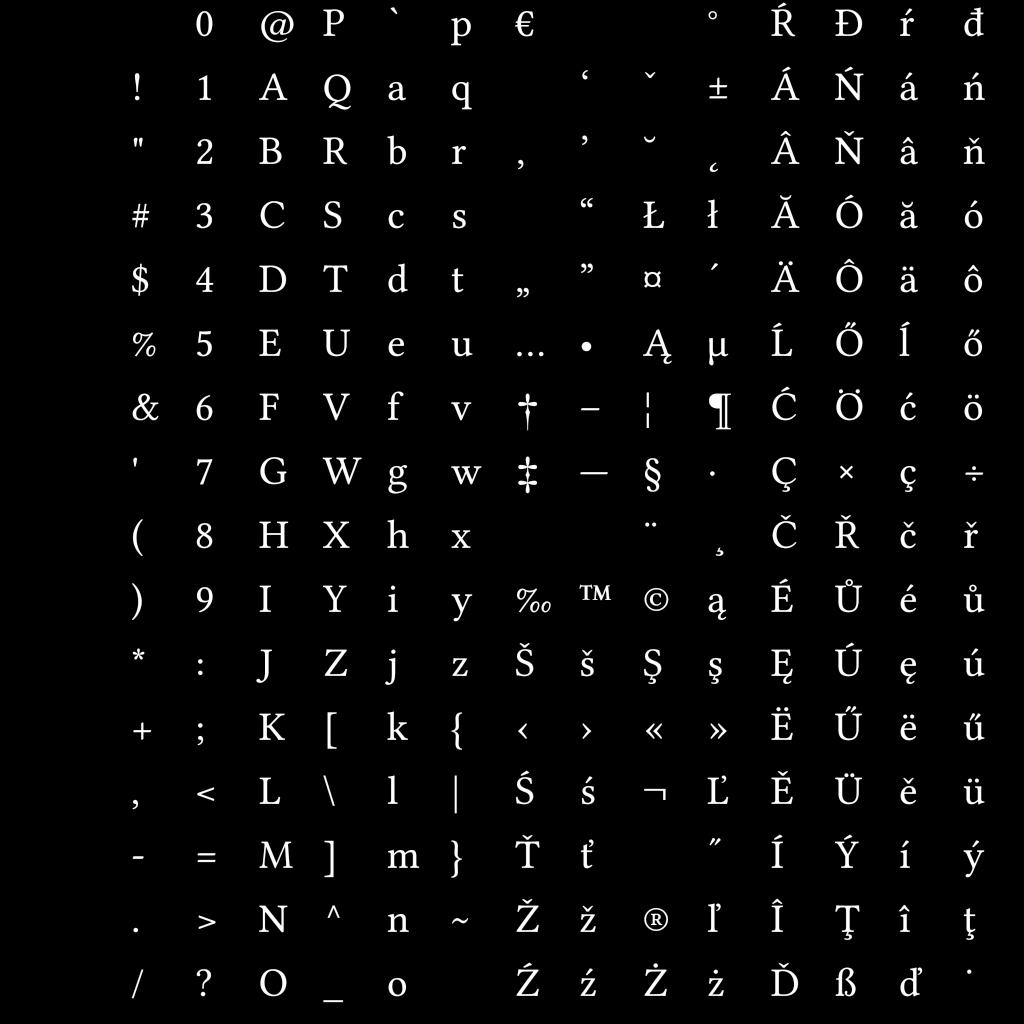 0 @ P ` p € ° Ŕ Đ ŕ đ
! 1 A Q a q ‘ ˇ ± Á Ń á ń
" 2 B R b r ‚ ’ ˘ ˛ Â Ň â ň
# 3 C S c s “ Ł ł Ă Ó ă ó
$ 4 D T d t „ ” ¤ ´ Ä Ô ä ô
% 5 E U e u … • Ą µ Ĺ Ő ĺ ő
& 6 F V f v † – ¦ ¶ Ć Ö ć ö
' 7 G W g w ‡ — § · Ç × ç ÷
( 8 H X h x ¨ ¸ Č Ř č ř
) 9 I Y i y ‰ ™ © ą É Ů é ů
* : J Z j z Š š Ş ş Ę Ú ę ú
+ ; K [ k { ‹ › « » Ë Ű ë ű
, < L \ l | Ś ś ¬ Ľ Ě Ü ě ü
- = M ] m } Ť ť ˝ Í Ý í ý
. > N ^ n ~ Ž ž ® ľ Î Ţ î ţ
/ ? O _ o Ź ź Ż ż Ď ß ď ˙